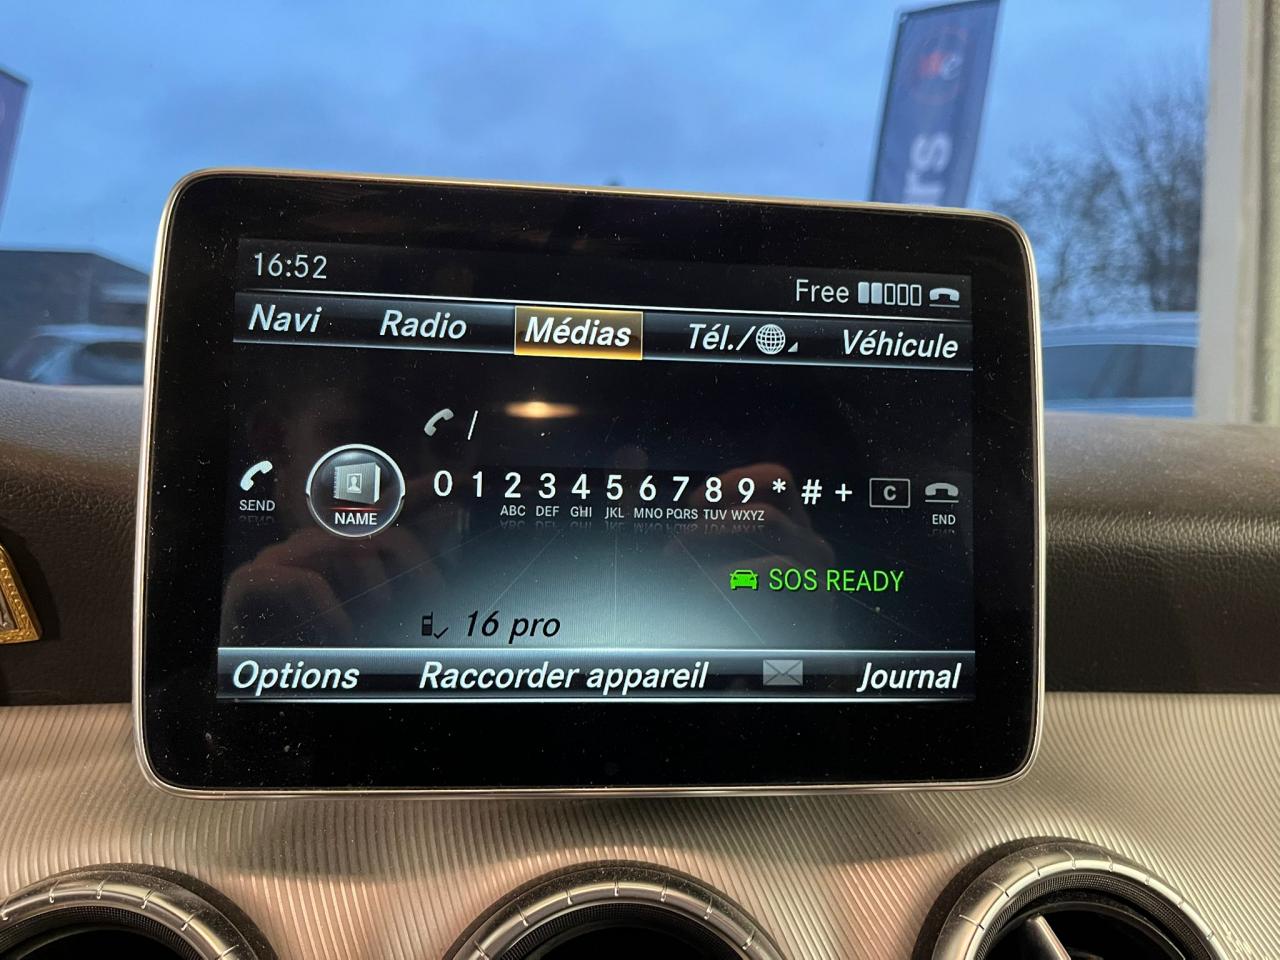 rs
16:52
Free
Navi Radio Médias Tél./ Véhicule
/
0 1 2 3 4 5 6 7 8 9 * # + C
ABC DEF GHI JKL MNO PQRS TUV WXYZ
SEND NAME END
SOS READY
16 pro
Options Raccorder appareil Journal